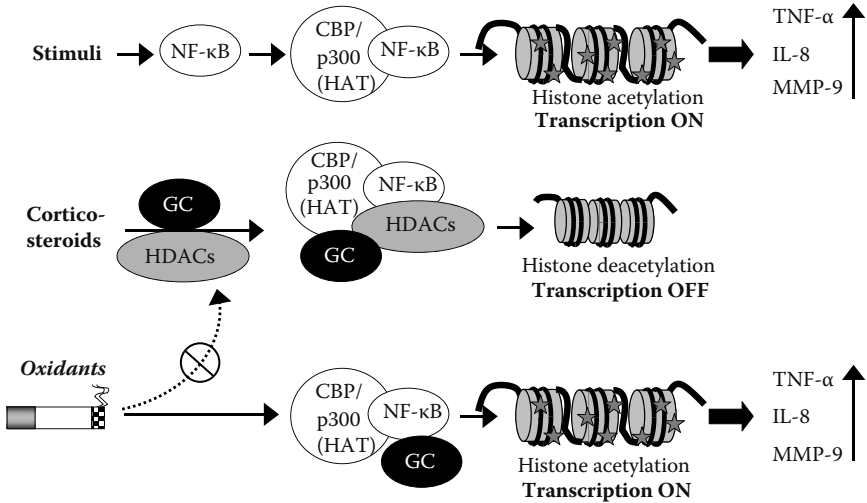 Stimuli
NF-κB
CBP/
p300
(HAT)
NF-κB
Histone acetylation
Transcription ON
TNF-α
IL-8
MMP-9
Cortico-
steroids
GC
HDACs
CBP/
p300
(HAT)
NF-κB
HDACs
GC
Histone deacetylation
Transcription OFF
Oxidants
CBP/
p300
(HAT)
NF-κB
GC
Histone acetylation
Transcription ON
TNF-α
IL-8
MMP-9